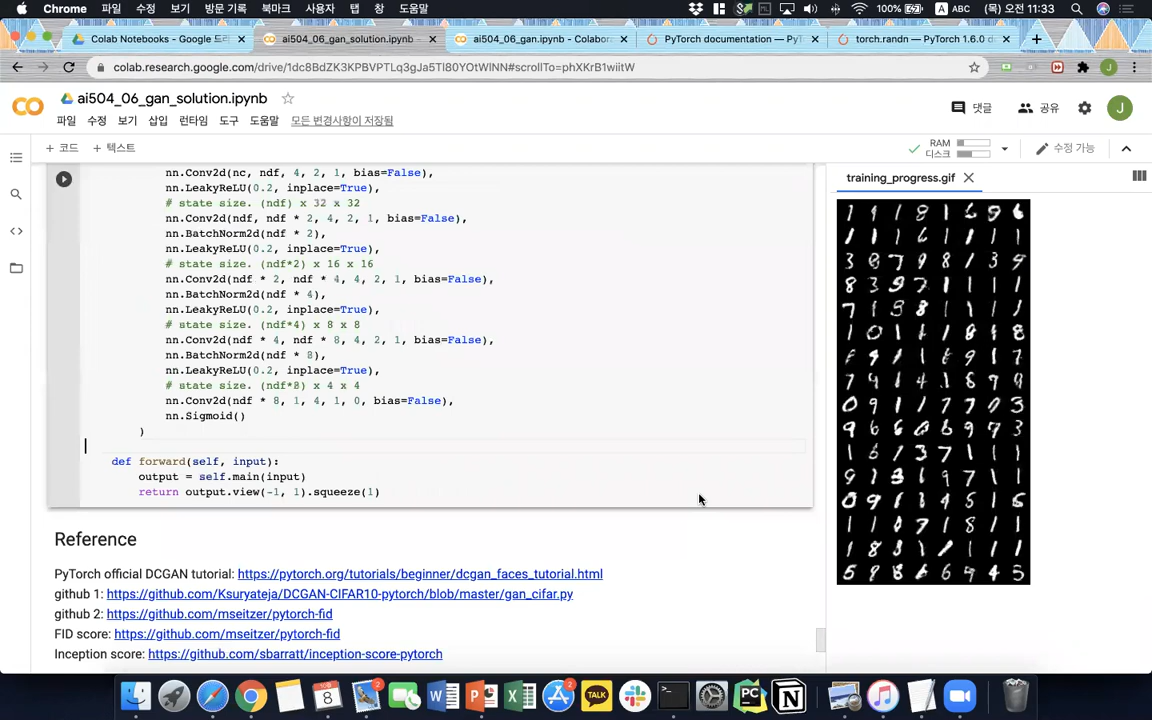 Chrome 파일 수정 보기 방문 기록 북마크 사용자 탭 창 도움말 100% A ABC (목) 오전 11:33
Colab Notebooks - Google 드라 × ai504_06_gan_solution.ipynb - × ai504_06_gan.ipynb - Colabor × PyTorch documentation — PyT × torch.randn — PyTorch 1.6.0 d × +
colab.research.google.com/drive/1dc8BdZK3KPBVPTLq3gJa5Tl80YOtWlNN#scrollTo=phXKrB1wiitW
ai504_06_gan_solution.ipynb
댓글 공유 J
파일 수정 보기 삽입 런타임 도구 도움말 모든 변경사항이 저장됨
+ 코드 + 텍스트
RAM
디스크
수정 가능
training_progress.gif ×
nn.Conv2d(nc, ndf, 4, 2, 1, bias=False),
nn.LeakyReLU(0.2, inplace=True),
# state size. (ndf) x 32 x 32
nn.Conv2d(ndf, ndf * 2, 4, 2, 1, bias=False),
nn.BatchNorm2d(ndf * 2),
nn.LeakyReLU(0.2, inplace=True),
# state size. (ndf*2) x 16 x 16
nn.Conv2d(ndf * 2, ndf * 4, 4, 2, 1, bias=False),
nn.BatchNorm2d(ndf * 4),
nn.LeakyReLU(0.2, inplace=True),
# state size. (ndf*4) x 8 x 8
nn.Conv2d(ndf * 4, ndf * 8, 4, 2, 1, bias=False),
nn.BatchNorm2d(ndf * 8),
nn.LeakyReLU(0.2, inplace=True),
# state size. (ndf*8) x 4 x 4
nn.Conv2d(ndf * 8, 1, 4, 1, 0, bias=False),
nn.Sigmoid()
)
def forward(self, input):
output = self.main(input)
return output.view(-1, 1).squeeze(1)
Reference
PyTorch official DCGAN tutorial: https://pytorch.org/tutorials/beginner/dcgan_faces_tutorial.html
github 1: https://github.com/Ksuryateja/DCGAN-CIFAR10-pytorch/blob/master/gan_cifar.py
github 2: https://github.com/mseitzer/pytorch-fid
FID score: https://github.com/mseitzer/pytorch-fid
Inception score: https://github.com/sbarratt/inception-score-pytorch